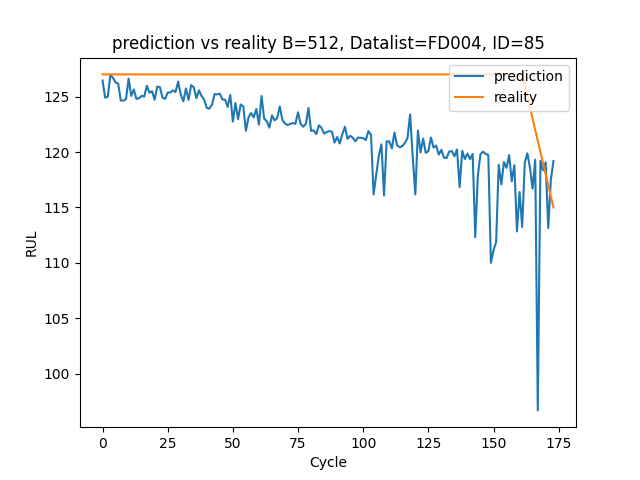 prediction vs reality B=512, Datalist=FD004, ID=85
prediction
reality
RUL
125
120
115
110
105
100
0 25 50 75 100 125 150 175
Cycle